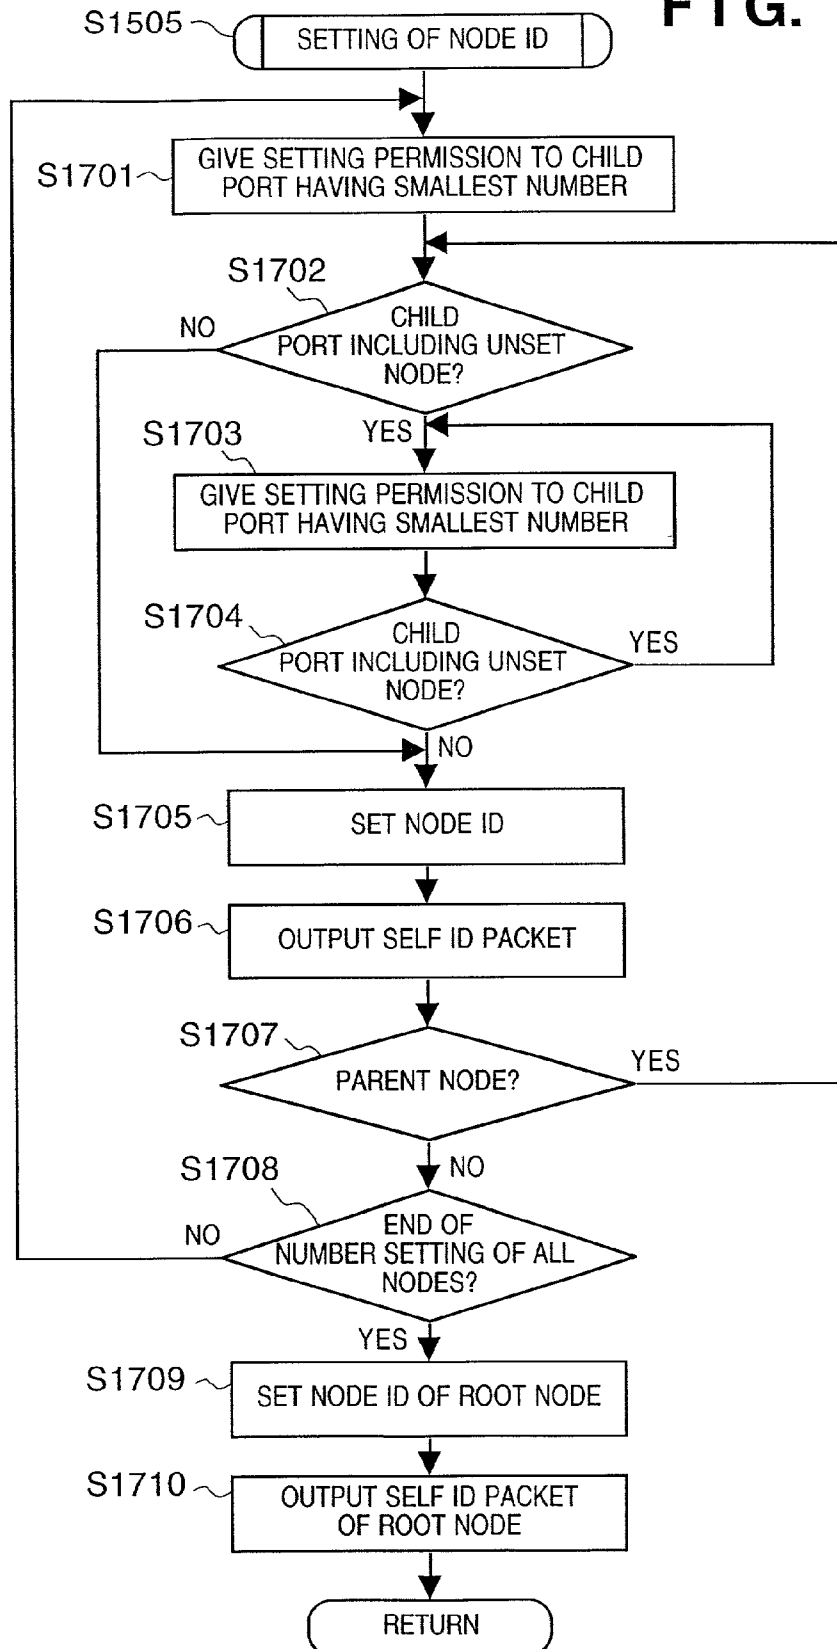 FIG.
S1505
SETTING OF NODE ID
S1701
GIVE SETTING PERMISSION TO CHILD
PORT HAVING SMALLEST NUMBER
S1702
CHILD
PORT INCLUDING UNSET
NODE?
NO
YES
S1703
GIVE SETTING PERMISSION TO CHILD
PORT HAVING SMALLEST NUMBER
S1704
CHILD
PORT INCLUDING UNSET
NODE?
YES
NO
S1705
SET NODE ID
S1706
OUTPUT SELF ID PACKET
S1707
PARENT NODE?
YES
NO
S1708
END OF
NUMBER SETTING OF ALL
NODES?
NO
YES
S1709
SET NODE ID OF ROOT NODE
S1710
OUTPUT SELF ID PACKET
OF ROOT NODE
RETURN